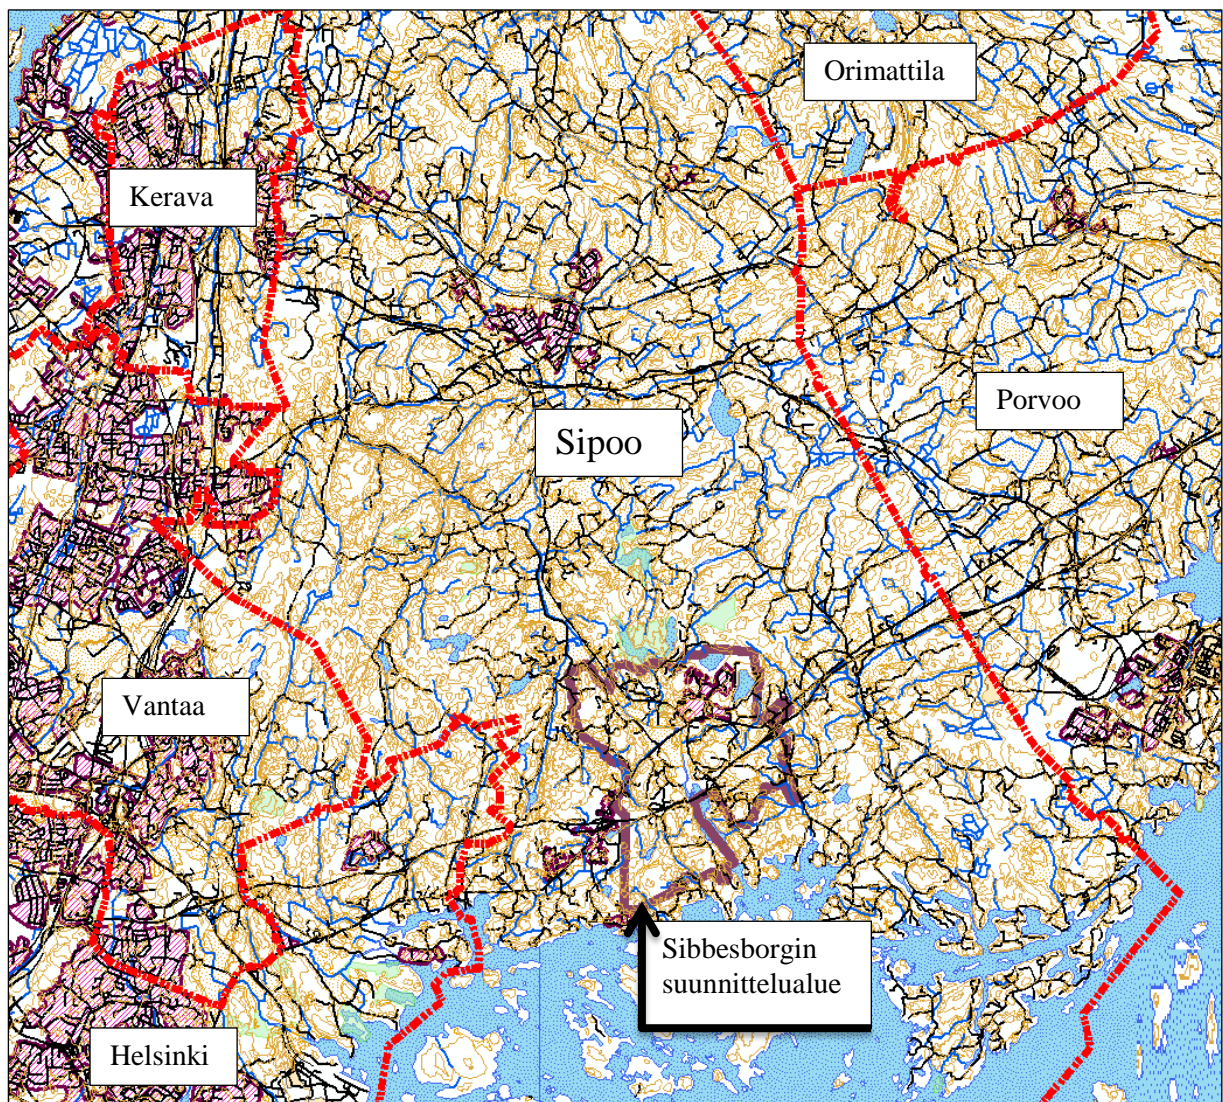 Orimattila
Kerava
Porvoo
Sipoo
Vantaa
Sibbesborgin
suunnittelualue
Helsinki